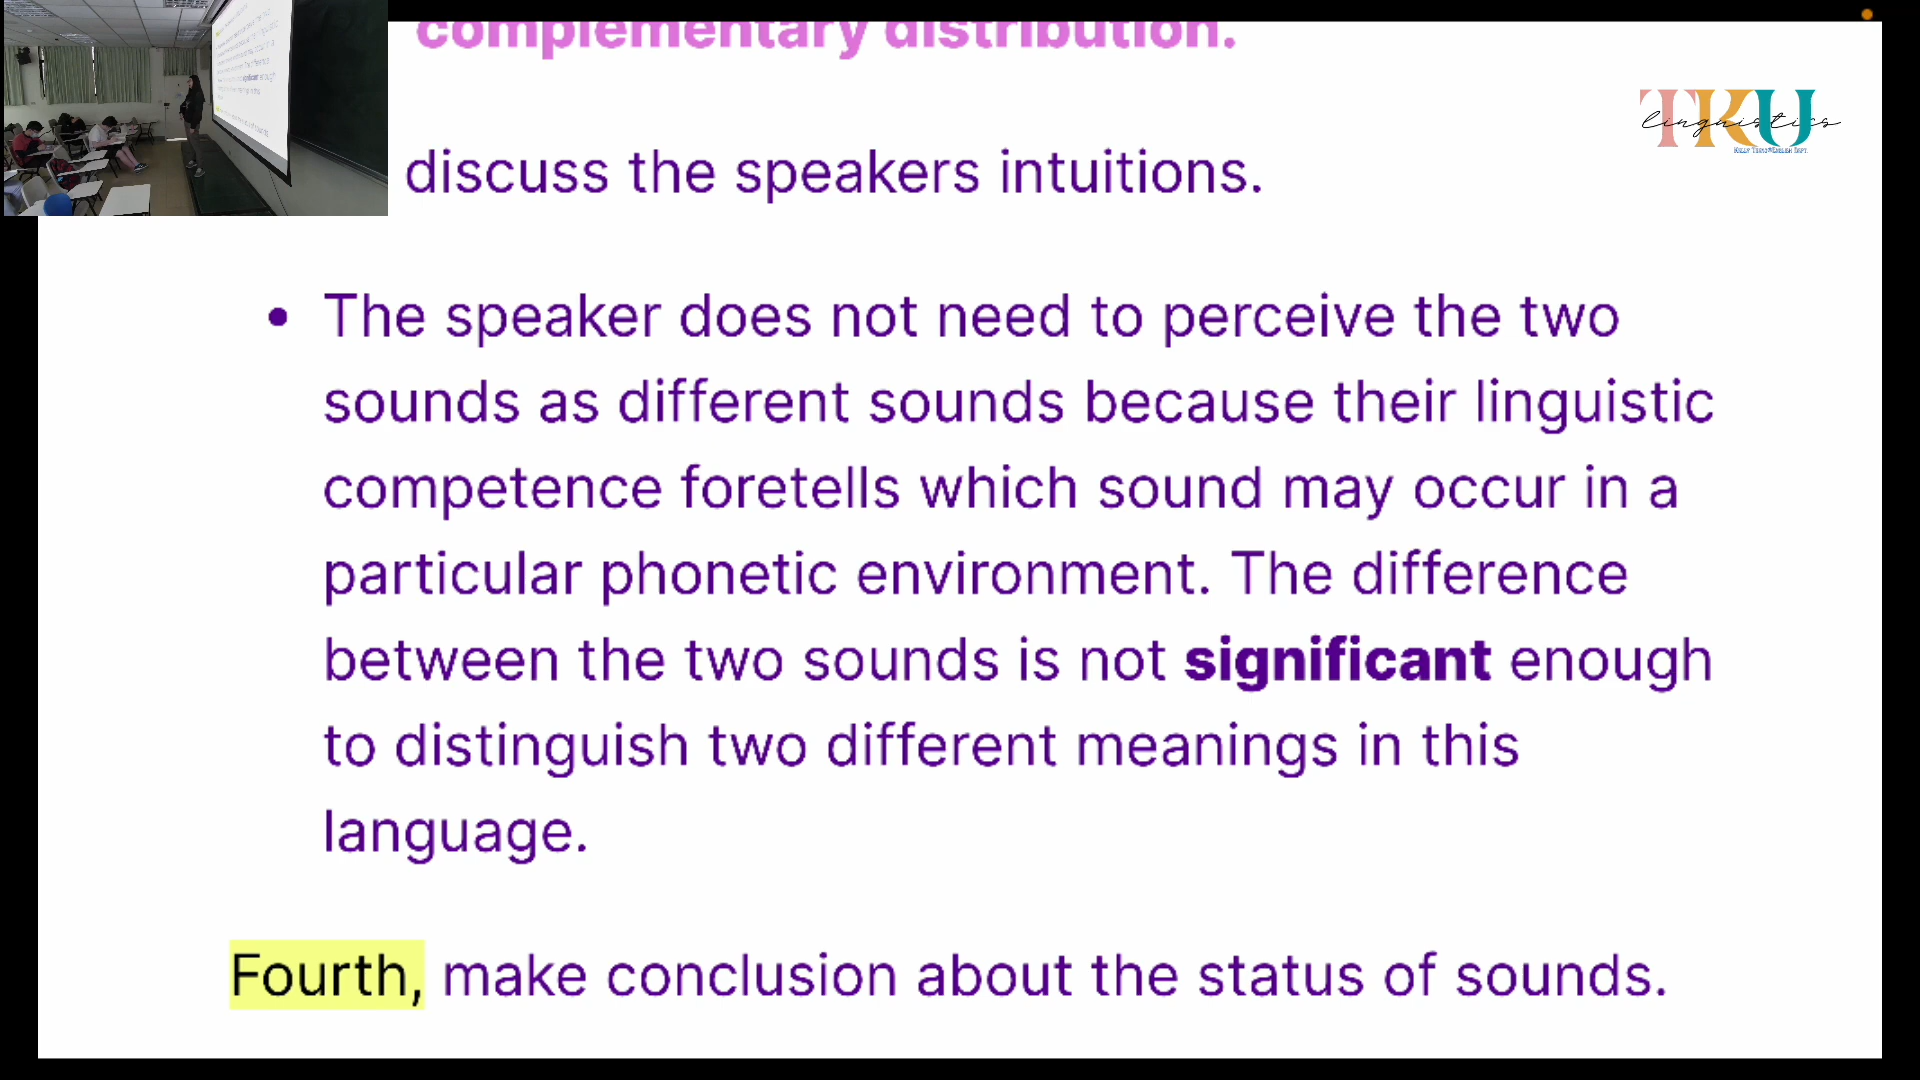 complementary distribution.
TKU
linguistics
discuss the speakers intuitions.
• The speaker does not need to perceive the two
sounds as different sounds because their linguistic
competence foretells which sound may occur in a
particular phonetic environment. The difference
between the two sounds is not significant enough
to distinguish two different meanings in this
language.
Fourth, make conclusion about the status of sounds.